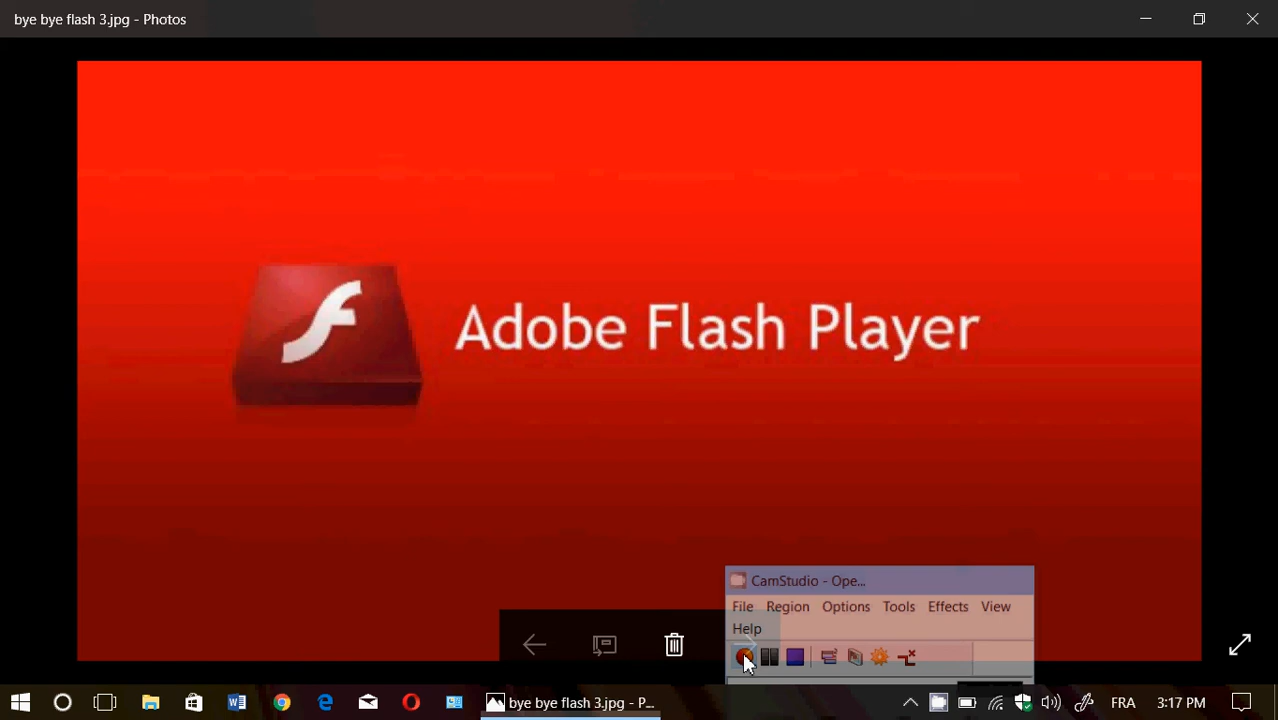 bye bye flash 3.jpg - Photos
Adobe Flash Player
CamStudio - Ope...
File Region Options Tools Effects View
Help
bye bye flash 3.jpg - P...
FRA
3:17 PM